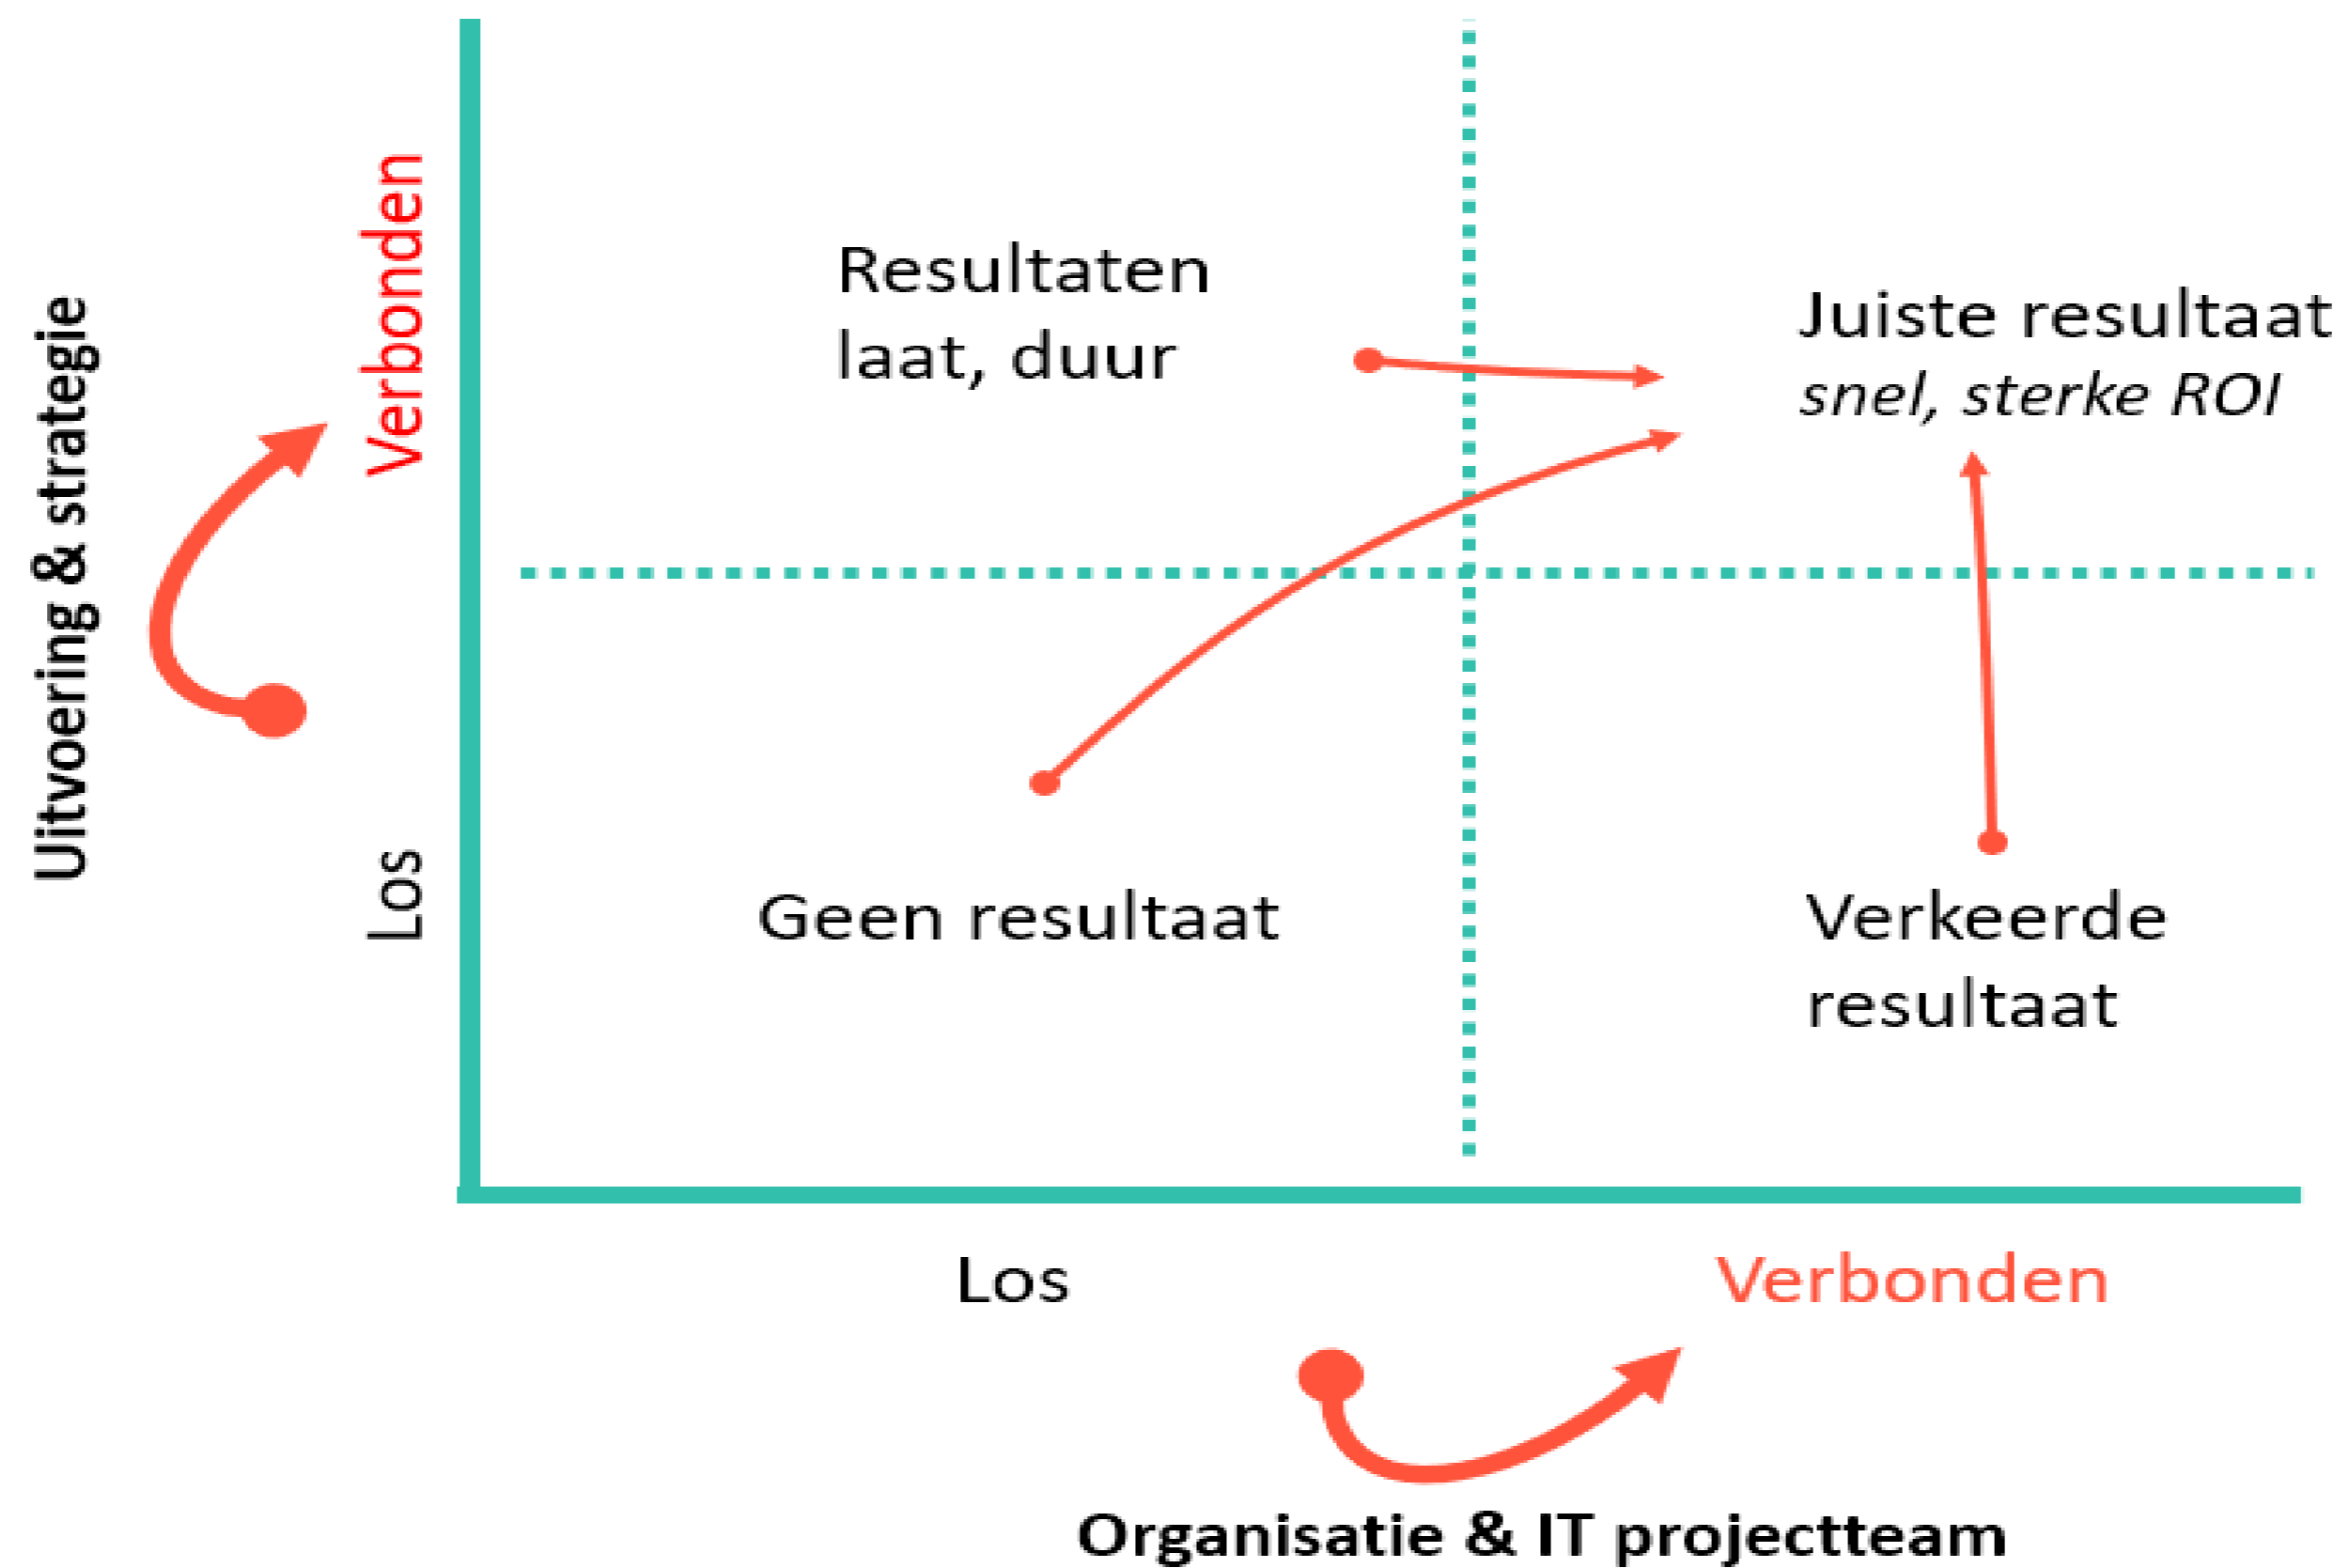 Uitvoering & strategie
Verbonden
Los
Resultaten
laat, duur
Juiste resultaat
snel, sterke ROI
Geen resultaat
Verkeerde
resultaat
Los
Verbonden
Organisatie & IT projectteam